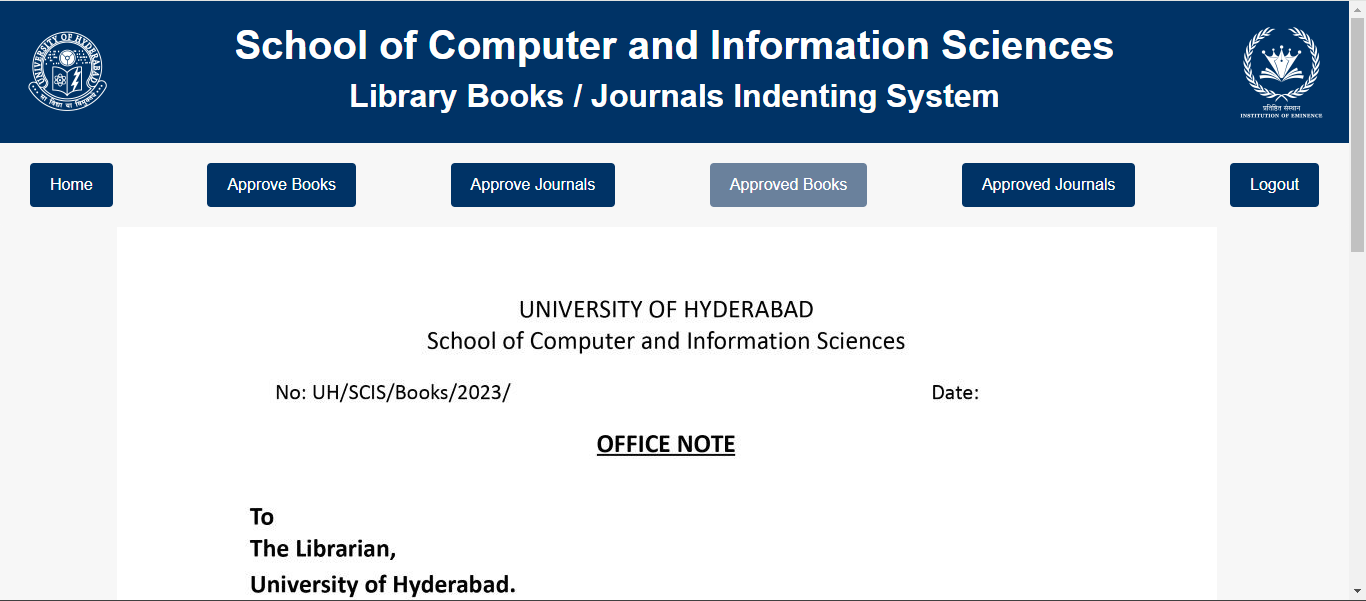 UNIVERSITY OF HYDERABAD
School of Computer and Information Sciences
Library Books / Journals Indenting System
प्रतिष्ठित संस्थान
INSTITUTION OF EMINENCE
Home
Approve Books
Approve Journals
Approved Books
Approved Journals
Logout
UNIVERSITY OF HYDERABAD
School of Computer and Information Sciences
No: UH/SCIS/Books/2023/
Date:
OFFICE NOTE
To
The Librarian,
University of Hyderabad.